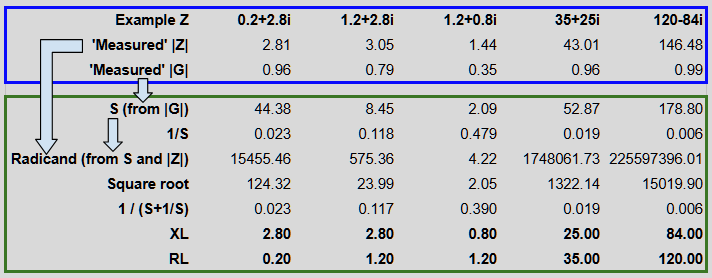 Example Z 0.2+2.8i 1.2+2.8i 1.2+0.8i 35+25i 120-84i
'Measured' |Z| 2.81 3.05 1.44 43.01 146.48
'Measured' |G| 0.96 0.79 0.35 0.96 0.99
S (from |G|) 44.38 8.45 2.09 52.87 178.80
1/S 0.023 0.118 0.479 0.019 0.006
Radicand (from S and |Z|) 15455.46 575.36 4.22 1748061.73 225597396.01
Square root 124.32 23.99 2.05 1322.14 15019.90
1 / (S+1/S) 0.023 0.117 0.390 0.019 0.006
XL 2.80 2.80 0.80 25.00 84.00
RL 0.20 1.20 1.20 35.00 120.00